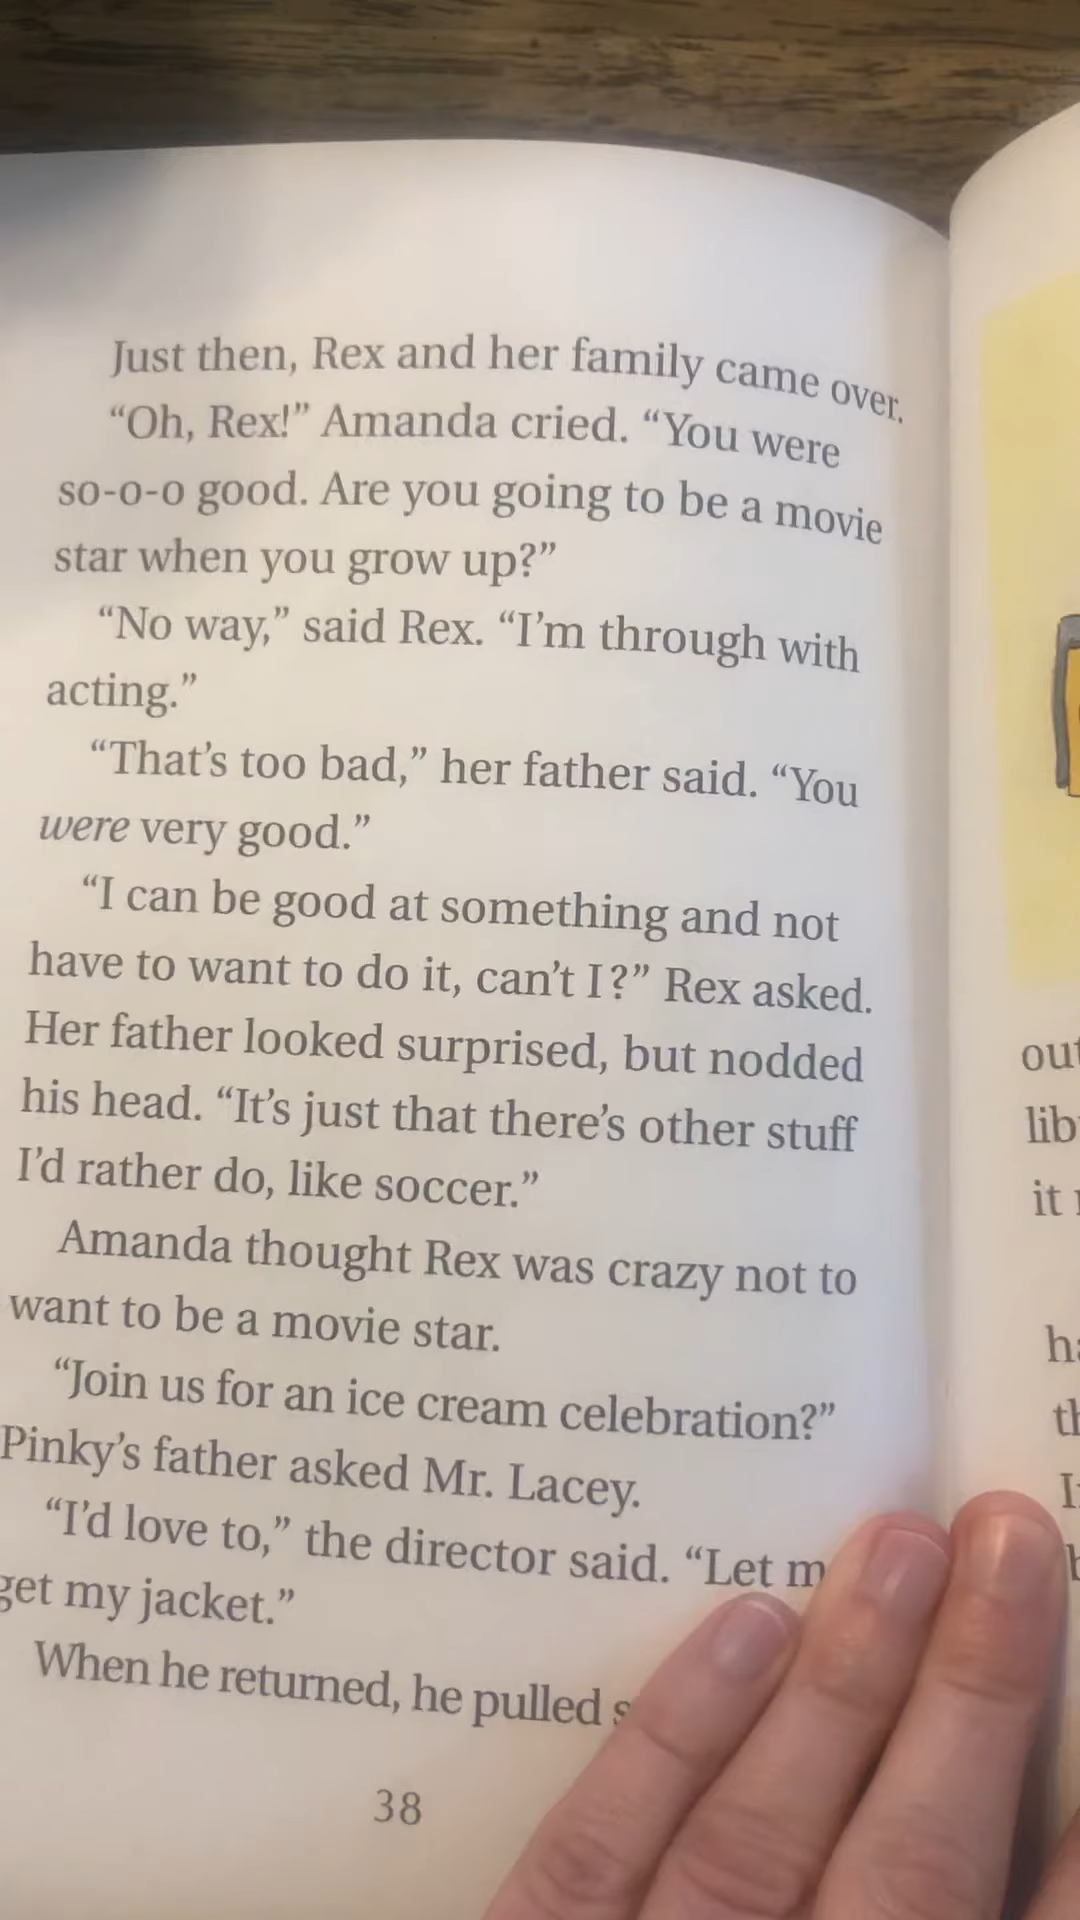 Just then, Rex and her family came over.
“Oh, Rex!” Amanda cried. “You were
so-o-o good. Are you going to be a movie
star when you grow up?”
“No way,” said Rex. “I’m through with
acting.”
“That’s too bad,” her father said. “You
were very good.”
“I can be good at something and not
have to want to do it, can’t I?” Rex asked.
Her father looked surprised, but nodded
his head. “It’s just that there’s other stuff
I’d rather do, like soccer.”
Amanda thought Rex was crazy not to
want to be a movie star.
“Join us for an ice cream celebration?”
Pinky’s father asked Mr. Lacey.
“I’d love to,” the director said. “Let
get my jacket.”
When he returned, he pulled
38
it